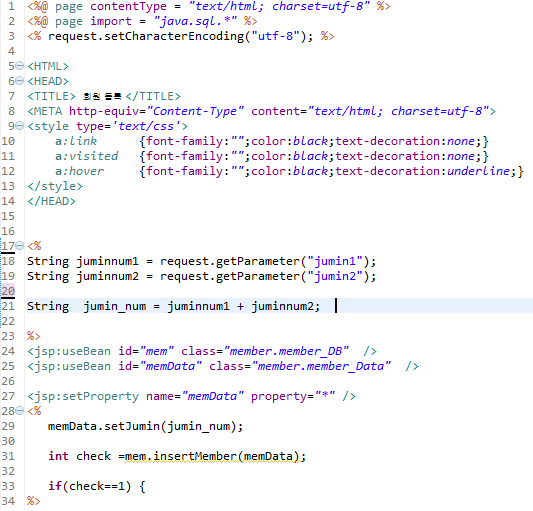 1 <%@ page contentType = "text/html; charset=utf-8" %>
2 <%@ page import = "java.sql.*" %>
3 <% request.setCharacterEncoding("utf-8"); %>
4
5 <HTML>
6 <HEAD>
7 <TITLE> 회원 등록 </TITLE>
8 <META http-equiv="Content-Type" content="text/html; charset=utf-8">
9 <style type='text/css'>
10 a:link {font-family:"";color:black;text-decoration:none;}
11 a:visited {font-family:"";color:black;text-decoration:none;}
12 a:hover {font-family:"";color:black;text-decoration:underline;}
13 </style>
14 </HEAD>
15
16
17 <%
18 String juminnum1 = request.getParameter("jumin1");
19 String juminnum2 = request.getParameter("jumin2");
20
21 String jumin_num = juminnum1 + juminnum2;
22
23 %>
24 <jsp:useBean id="mem" class="member.member_DB" />
25 <jsp:useBean id="memData" class="member.member_Data" />
26
27 <jsp:setProperty name="memData" property="*" />
28 <%
29 memData.setJumin(jumin_num);
30
31 int check =mem.insertMember(memData);
32
33 if(check==1) {
34 %>